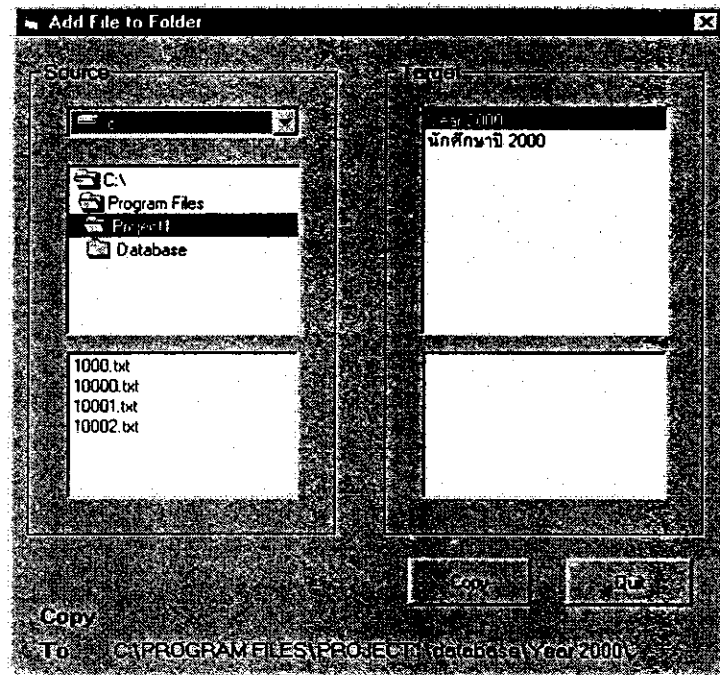 Add File to Folder
Source
c:
C:\
Program Files
Project1
Database
1000.txt
10000.txt
10001.txt
10002.txt
Target
Year 2000
นักศึกษาปี 2000
Copy
Quit
Copy
To C:\PROGRAM FILES\PROJECT1\database\Year 2000\